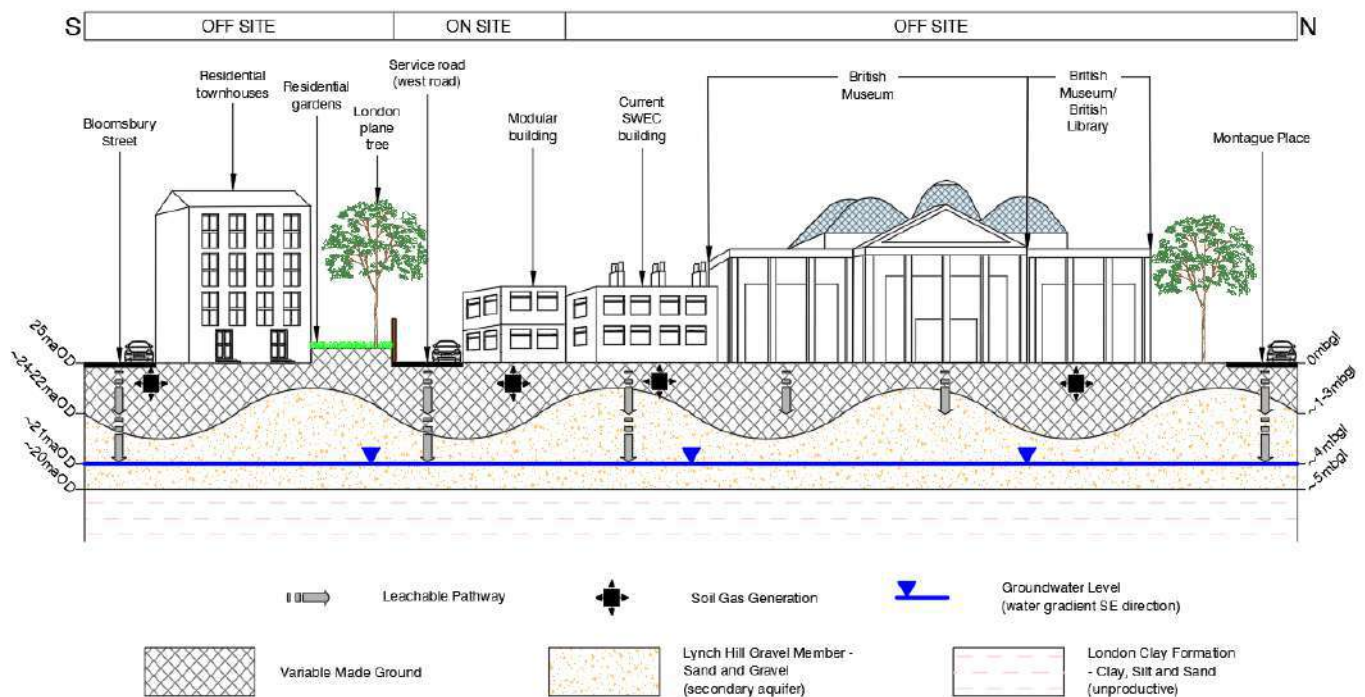 S
OFF SITE
ON SITE
OFF SITE
N
Bloomsbury
Street
Residential
townhouses
Residential
gardens
London
plane
tree
Service road
(west road)
Modular
building
Current
SWEC
building
British
Museum
British
Museum/
British
Library
Montague Place
25maOD
~24-22maOD
~21maOD
~20maOD
0mbgl
~1-3mbgl
~4mbgl
~5mbgl
Leachable Pathway
Soil Gas Generation
Groundwater Level
(water gradient SE direction)
Variable Made Ground
Lynch Hill Gravel Member -
Sand and Gravel
(secondary aquifer)
London Clay Formation
- Clay, Silt and Sand
(unproductive)